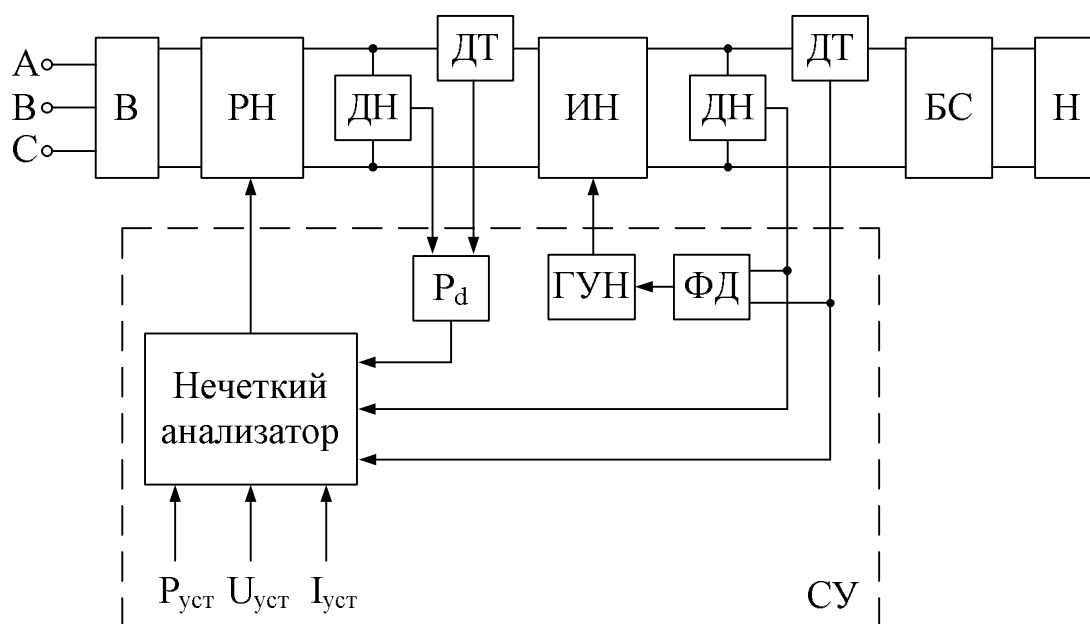 ДТ
ДТ
А
В
С
В
РН
ДН
ИН
ДН
БС
Н
P_d
ГУН
ФД
Нечеткий
анализатор
P_уст
U_уст
I_уст
СУ